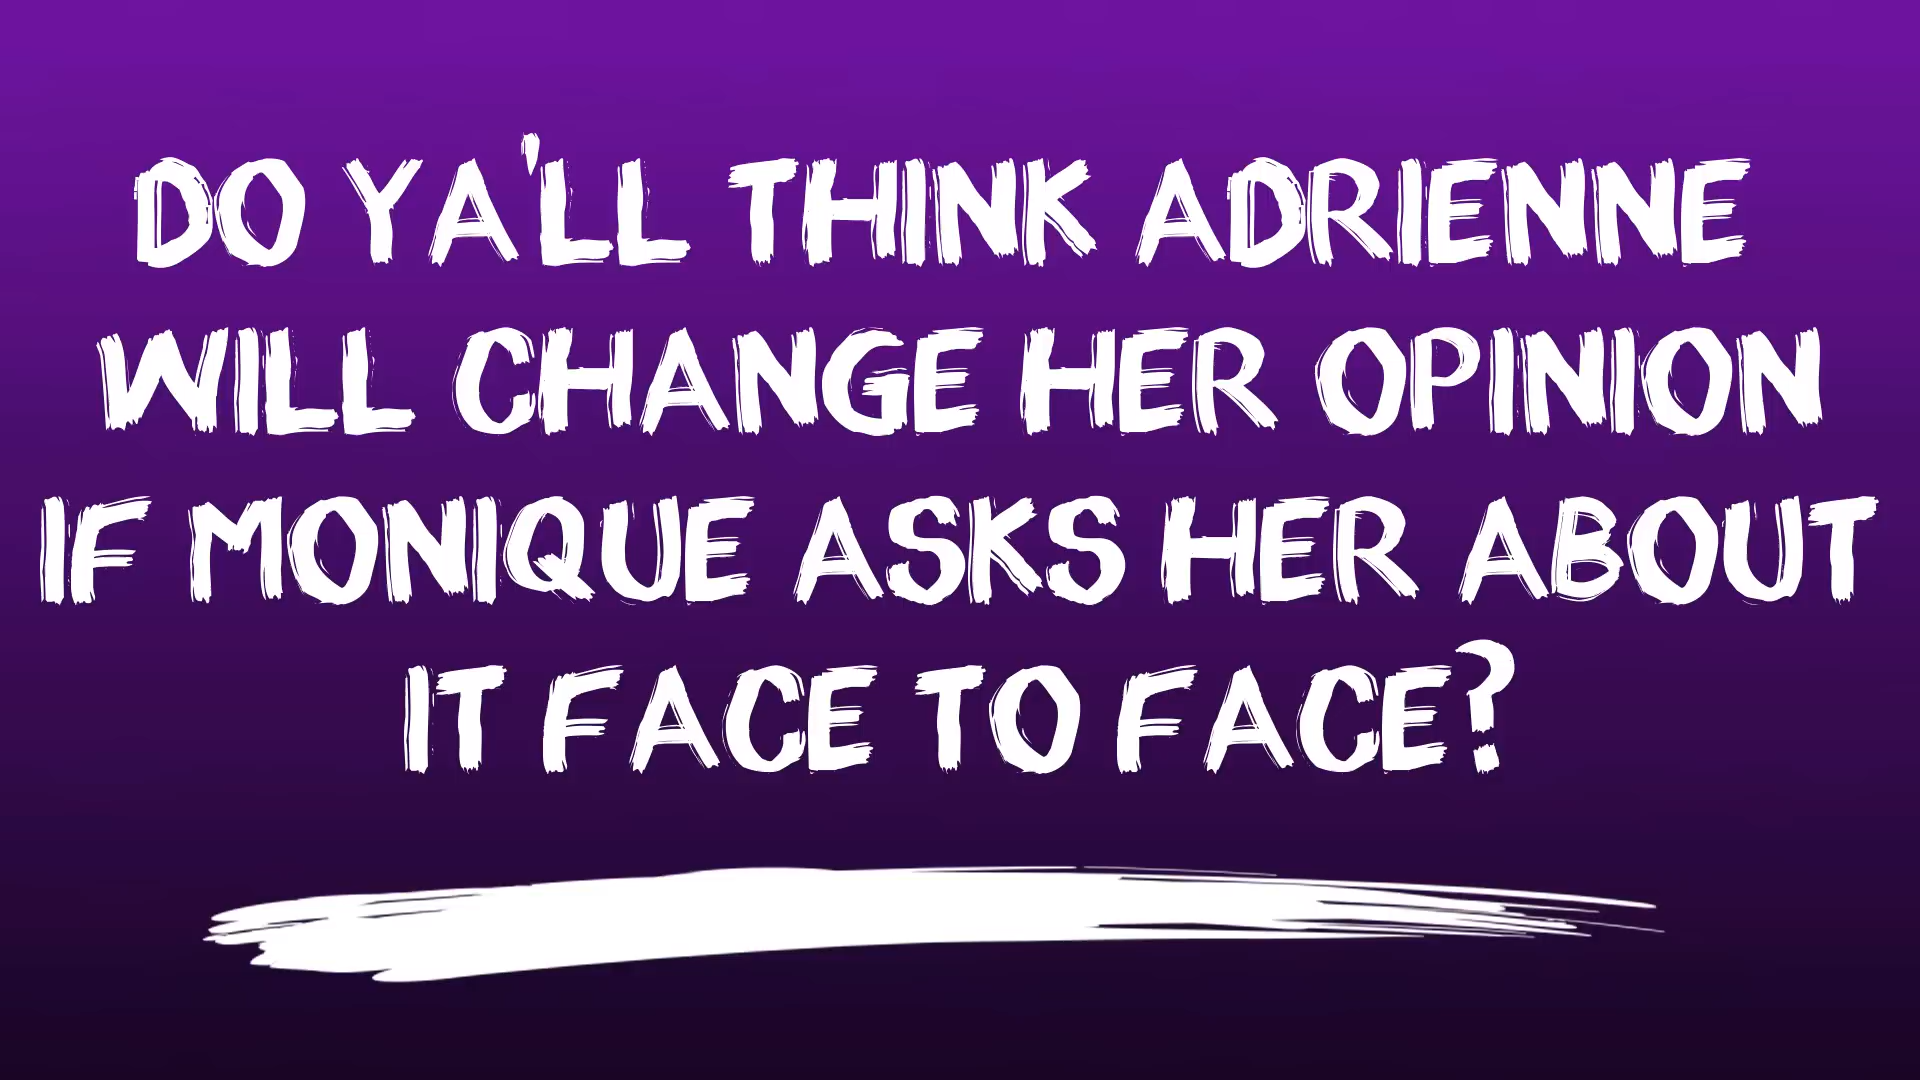 DO YA'LL THINK ADRIENNE
WILL CHANGE HER OPINION
IF MONIQUE ASKS HER ABOUT
IT FACE TO FACE?